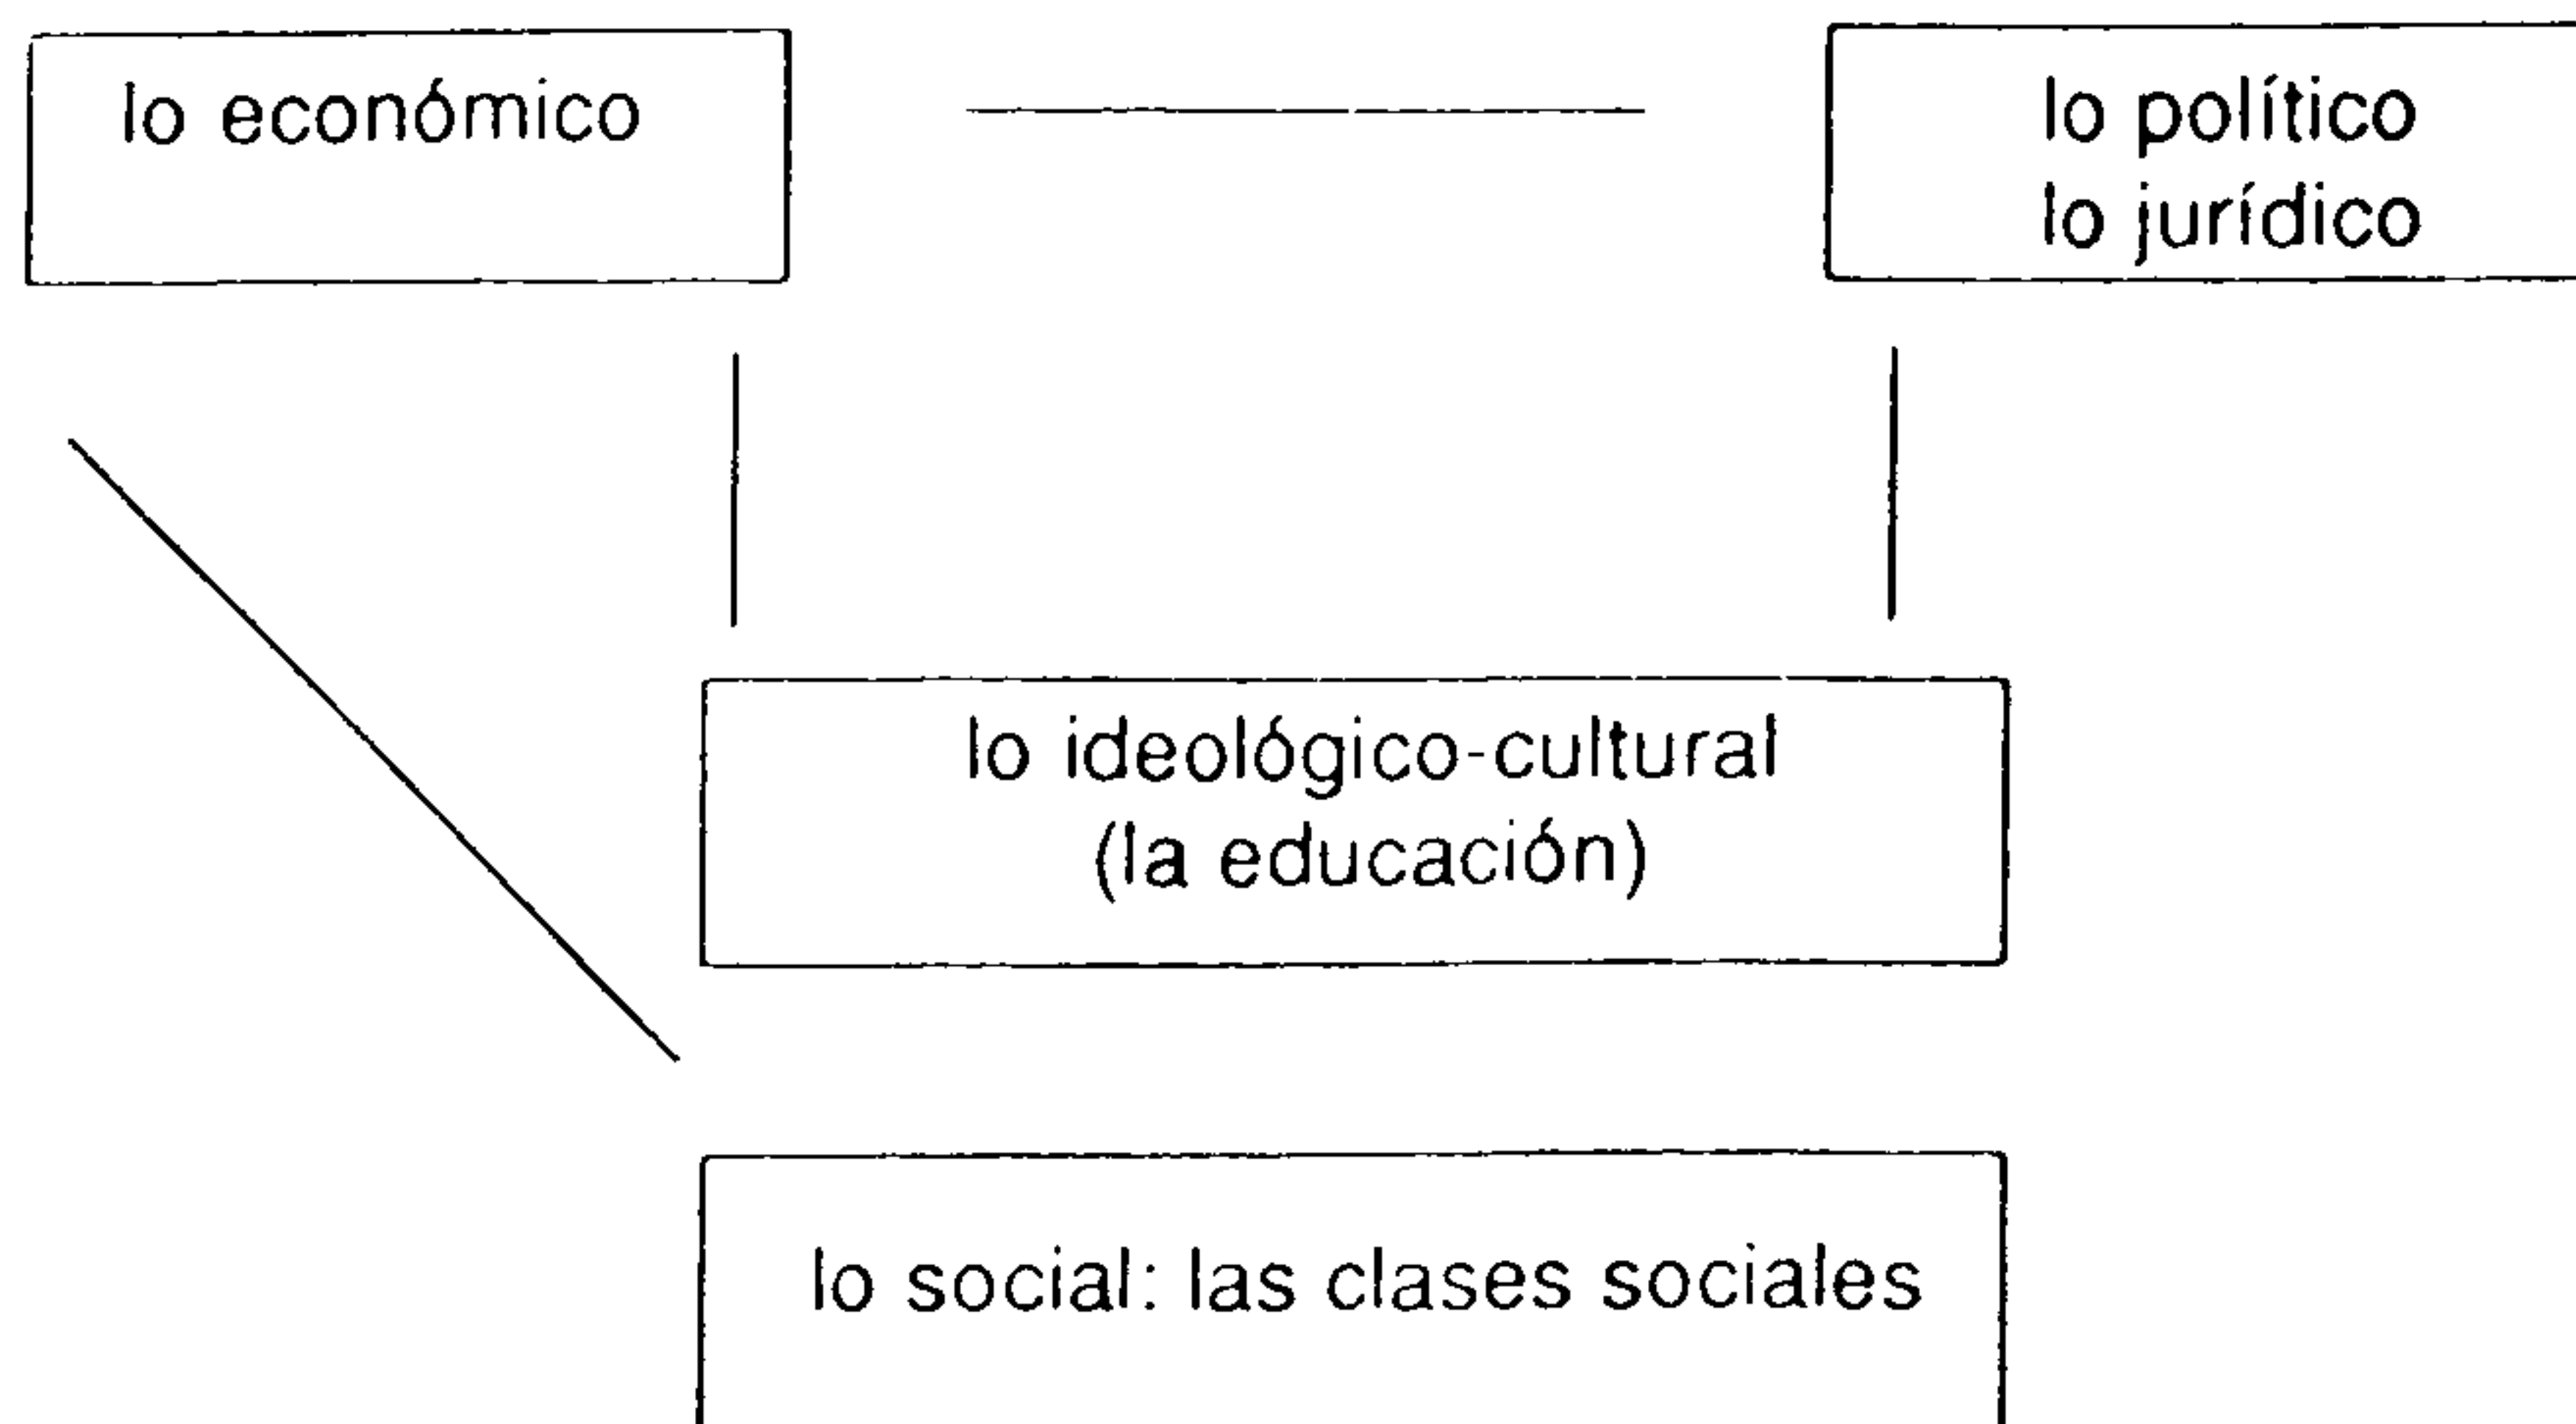 lo económico
lo político
lo jurídico
lo ideológico-cultural
(la educación)
lo social: las clases sociales